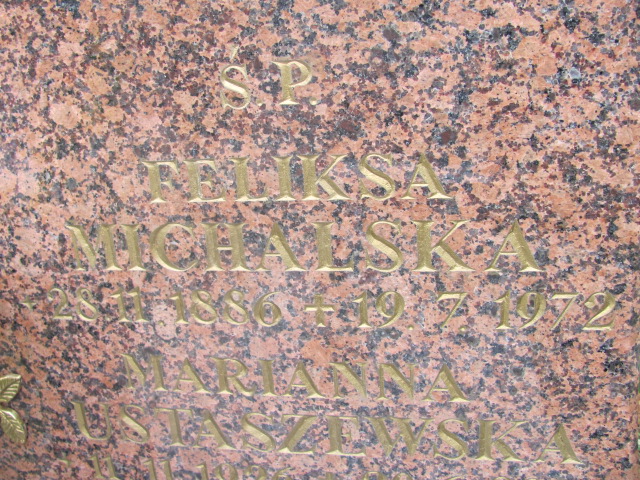 Ś.P.
FELIKSA
MICHALSKA
* 28.11.1886 + 19.7.1972
MARIANNA
USTASZEWSKA